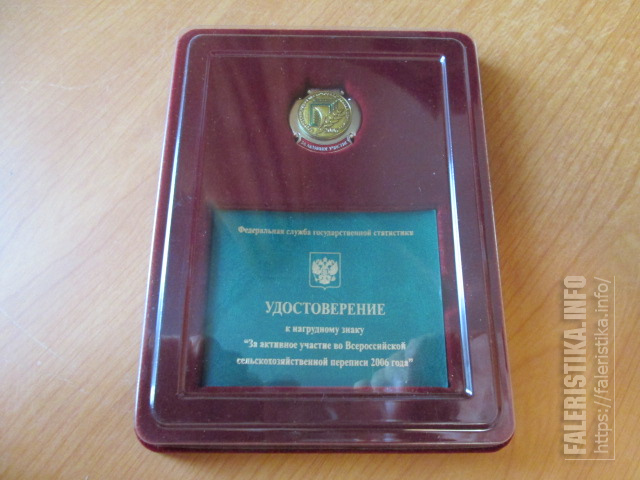 за активное участие
Федеральная служба государственной статистики
УДОСТОВЕРЕНИЕ
к нагрудному знаку
"За активное участие во Всероссийской
сельскохозяйственной переписи 2006 года"
FALERISTIKA.INFO
https://faleristika.info/